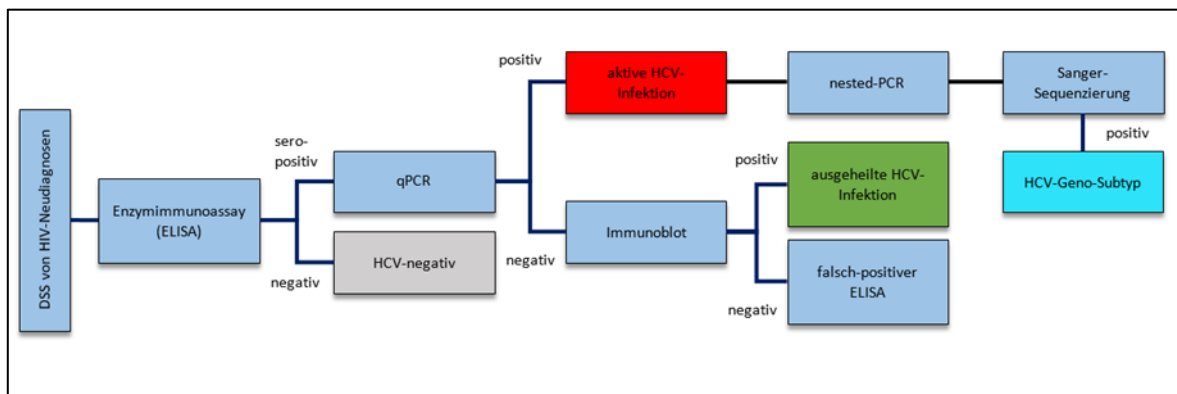 DSS von HIV-Neudiagnosen
Enzymimmunoassay
(ELISA)
sero-
positiv
negativ
qPCR
HCV-negativ
positiv
negativ
aktive HCV-
Infektion
Immunoblot
positiv
negativ
nested-PCR
ausgeheilte HCV-
Infektion
falsch-positiver
ELISA
Sanger-
Sequenzierung
positiv
HCV-Geno-Subtyp